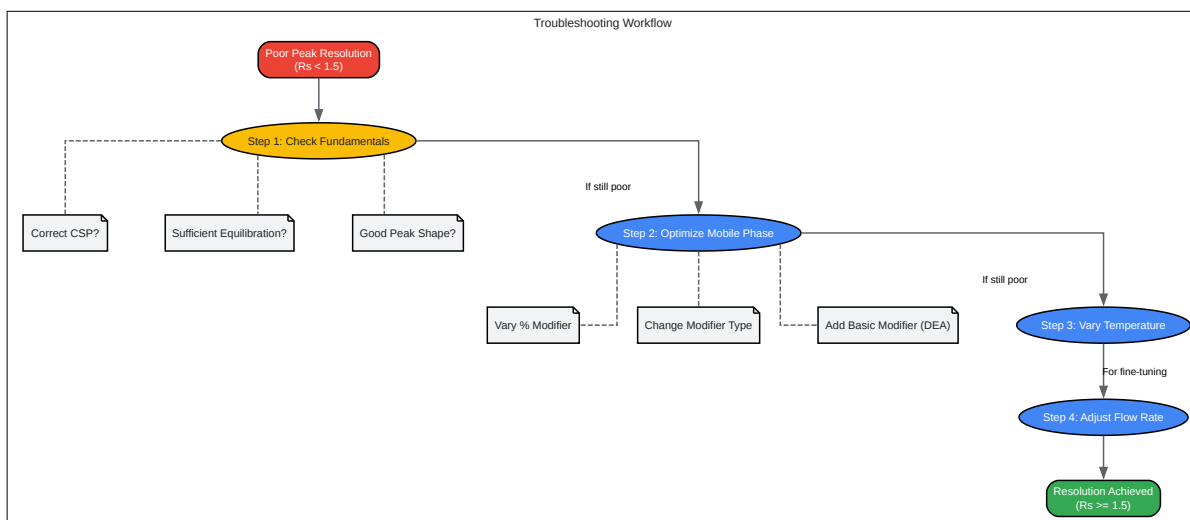 Troubleshooting Workflow
Poor Peak Resolution
(Rs < 1.5)
Step 1: Check Fundamentals
If still poor
Correct CSP?
Sufficient Equilibration?
Good Peak Shape?
Step 2: Optimize Mobile Phase
If still poor
Vary % Modifier
Change Modifier Type
Add Basic Modifier (DEA)
Step 3: Vary Temperature
For fine-tuning
Step 4: Adjust Flow Rate
Resolution Achieved
(Rs >= 1.5)